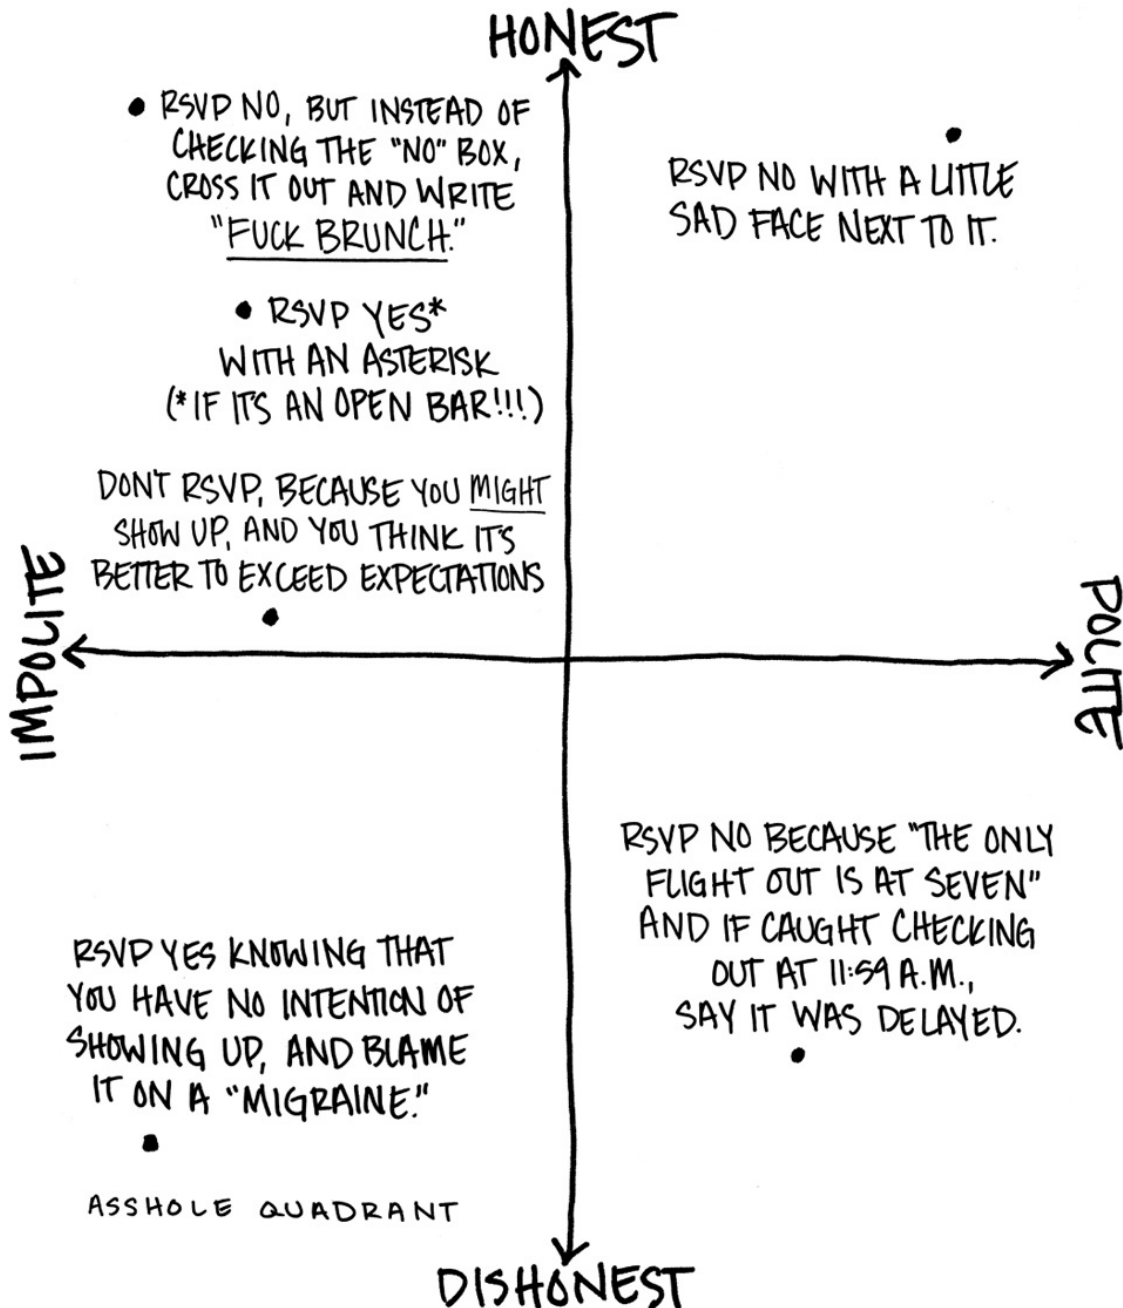 HONEST
• RSVP NO, BUT INSTEAD OF
CHECKING THE "NO" BOX,
CROSS IT OUT AND WRITE
"FUCK BRUNCH."
RSVP NO WITH A LITTLE
SAD FACE NEXT TO IT.
• RSVP YES*
WITH AN ASTERISK
(*IF IT'S AN OPEN BAR!!!)
DON'T RSVP, BECAUSE YOU MIGHT
SHOW UP, AND YOU THINK IT'S
BETTER TO EXCEED EXPECTATIONS
IMPOLITE
POLITE
RSVP NO BECAUSE "THE ONLY
FLIGHT OUT IS AT SEVEN"
AND IF CAUGHT CHECKING
OUT AT 11:59 A.M.,
SAY IT WAS DELAYED.
RSVP YES KNOWING THAT
YOU HAVE NO INTENTION OF
SHOWING UP, AND BLAME
IT ON A "MIGRAINE."
ASSHOLE QUADRANT
DISHONEST